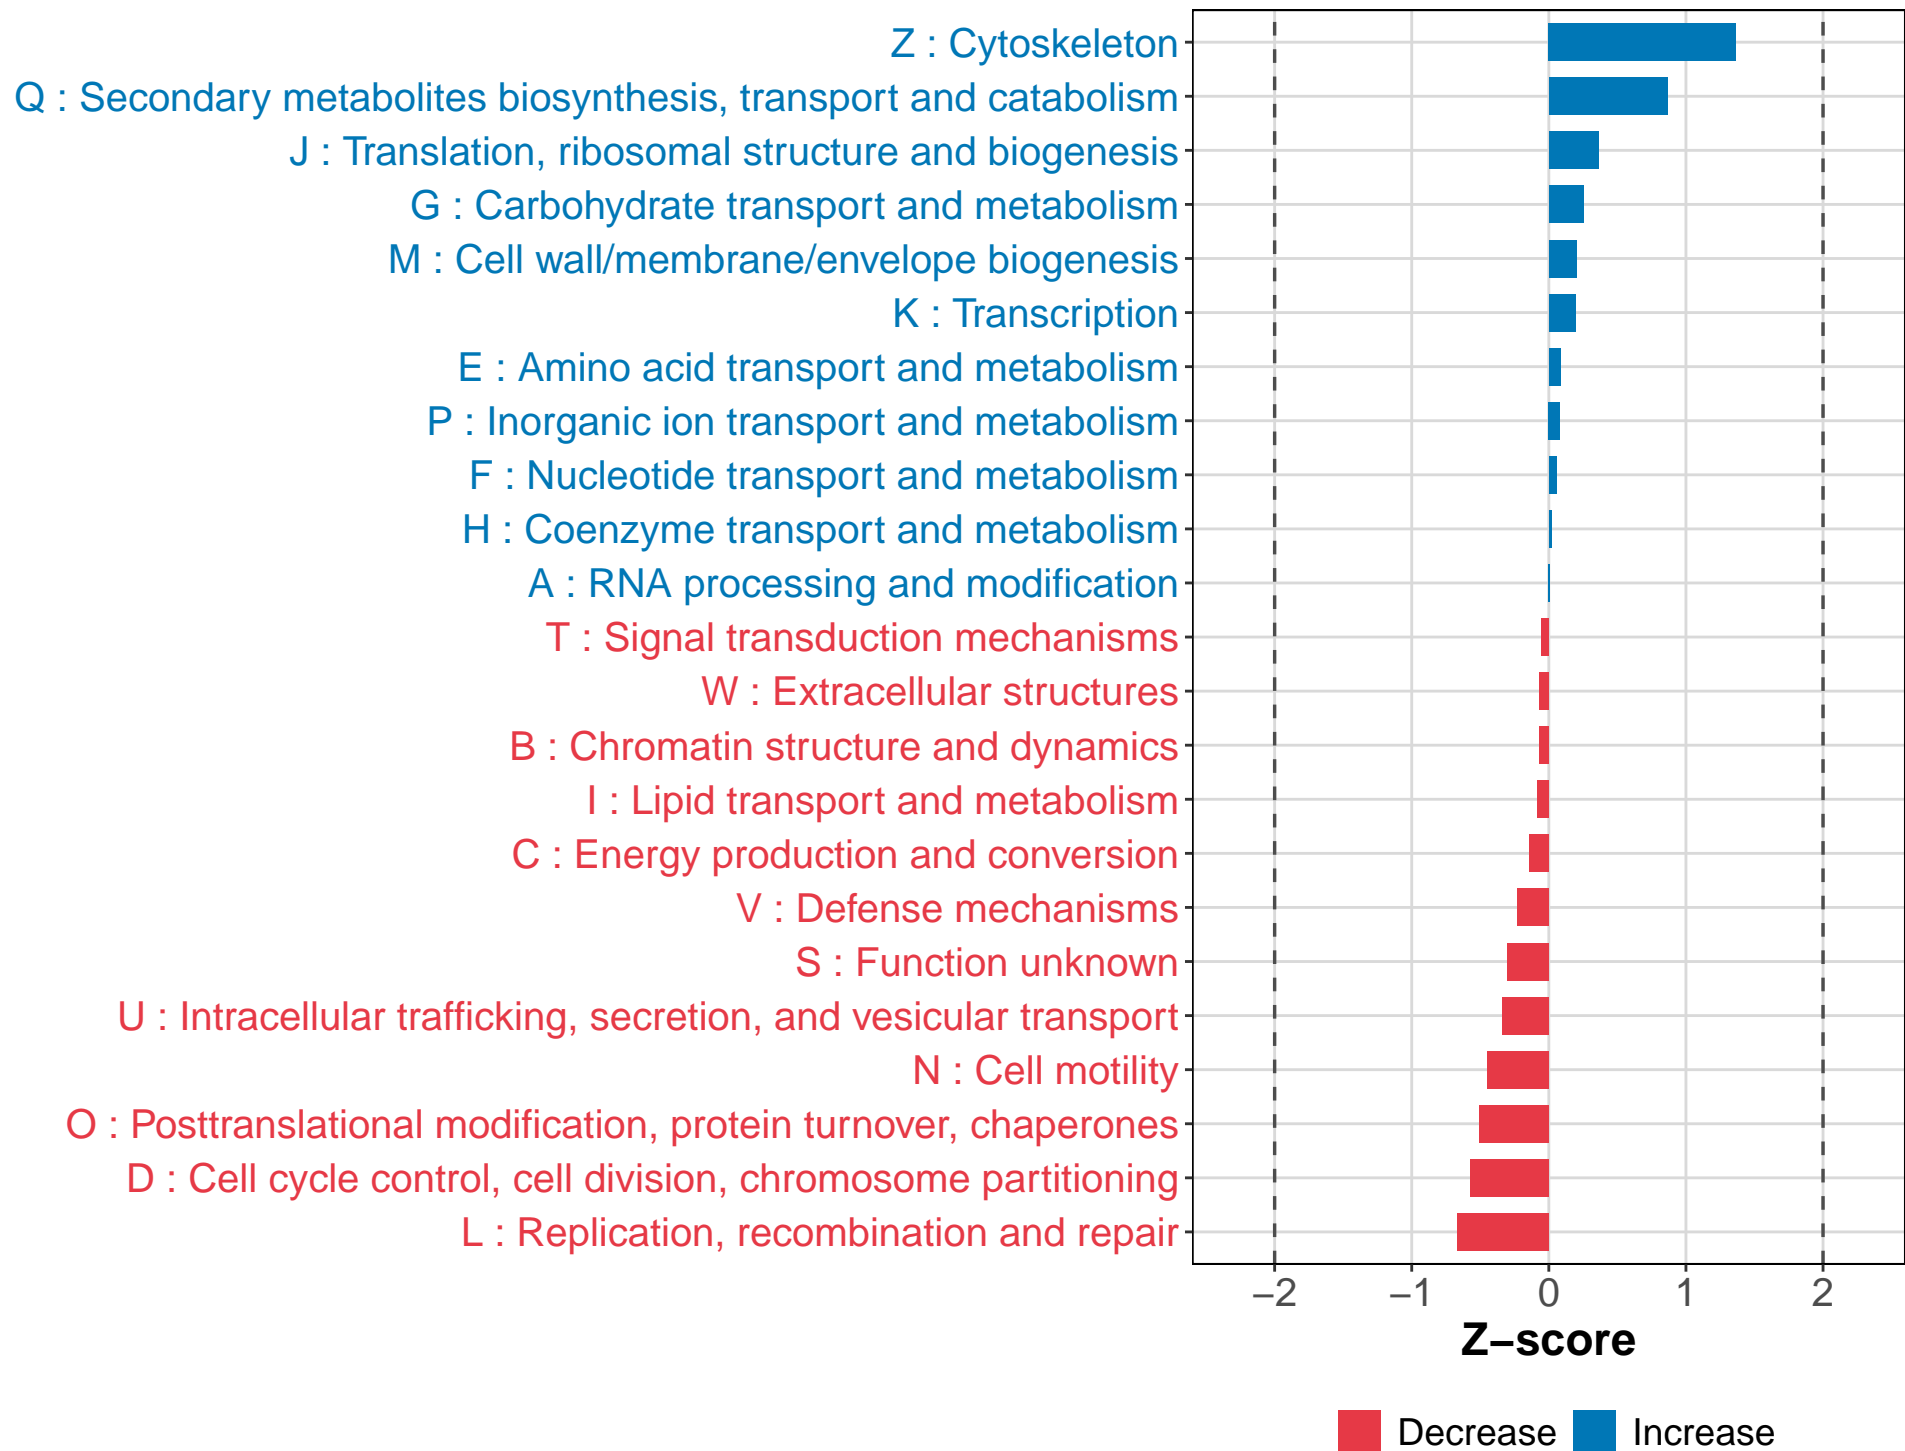 Z : Cytoskeleton
Q : Secondary metabolites biosynthesis, transport and catabolism
J : Translation, ribosomal structure and biogenesis
G : Carbohydrate transport and metabolism
M : Cell wall/membrane/envelope biogenesis
K : Transcription
E : Amino acid transport and metabolism
P : Inorganic ion transport and metabolism
F : Nucleotide transport and metabolism
H : Coenzyme transport and metabolism
A : RNA processing and modification
T : Signal transduction mechanisms
W : Extracellular structures
B : Chromatin structure and dynamics
I : Lipid transport and metabolism
C : Energy production and conversion
V : Defense mechanisms
S : Function unknown
U : Intracellular trafficking, secretion, and vesicular transport
N : Cell motility
O : Posttranslational modification, protein turnover, chaperones
D : Cell cycle control, cell division, chromosome partitioning
L : Replication, recombination and repair
−2 −1 0 1 2
Z−score
Decrease Increase